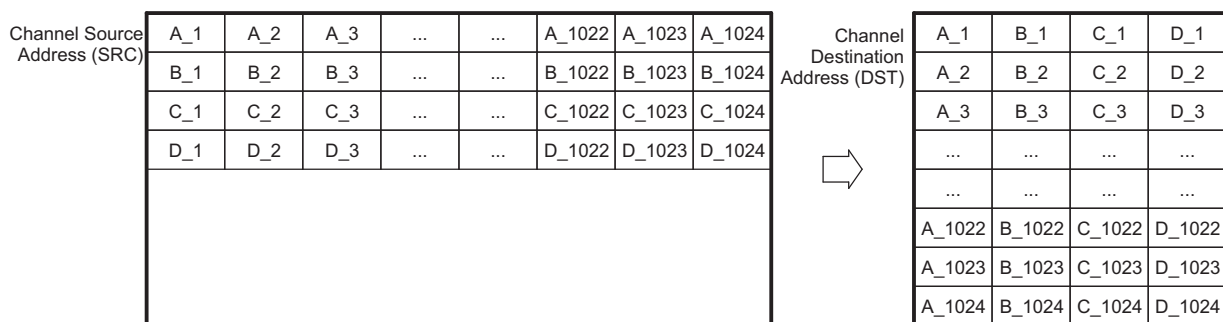 Channel Source
Address (SRC)
A_1 A_2 A_3 ... ... A_1022 A_1023 A_1024
B_1 B_2 B_3 ... ... B_1022 B_1023 B_1024
C_1 C_2 C_3 ... ... C_1022 C_1023 C_1024
D_1 D_2 D_3 ... ... D_1022 D_1023 D_1024
Channel
Destination
Address (DST)
A_1 B_1 C_1 D_1
A_2 B_2 C_2 D_2
A_3 B_3 C_3 D_3
... ... ... ...
... ... ... ...
A_1022 B_1022 C_1022 D_1022
A_1023 B_1023 C_1023 D_1023
A_1024 B_1024 C_1024 D_1024